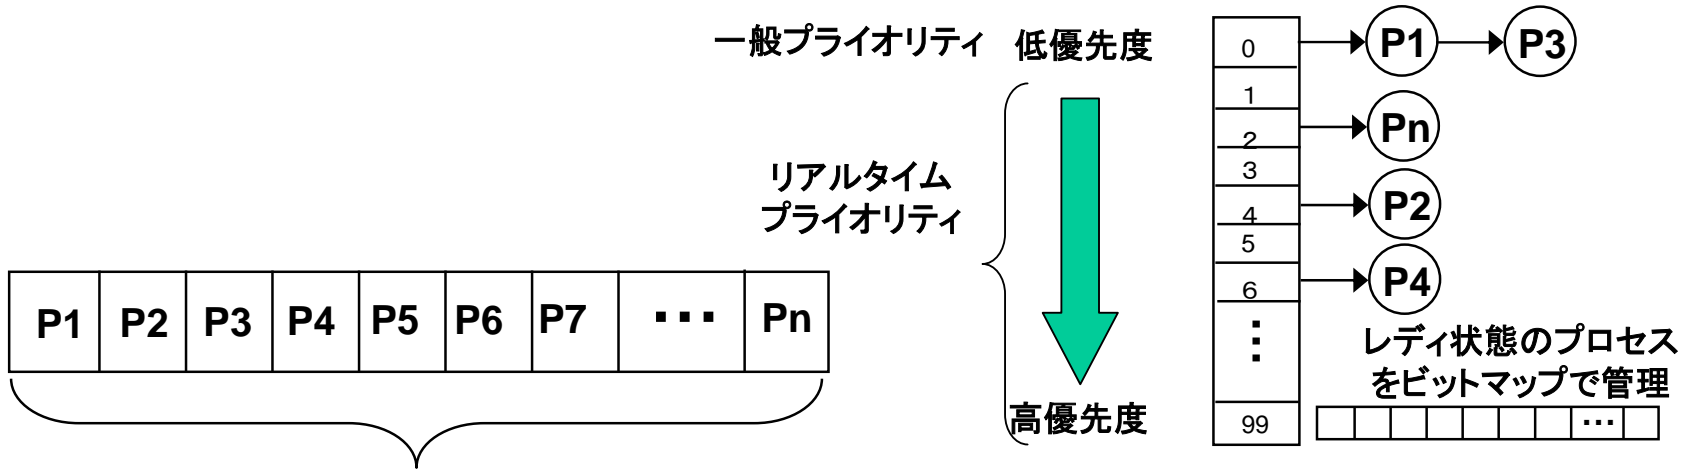 一般プライオリティ 低優先度
リアルタイム
プライオリティ
高優先度
P1 P2 P3 P4 P5 P6 P7 ... Pn
0 P1 P3
1
2 Pn
3
4 P2
5
6 P4
⋮
99
レディ状態のプロセス
をビットマップで管理
...